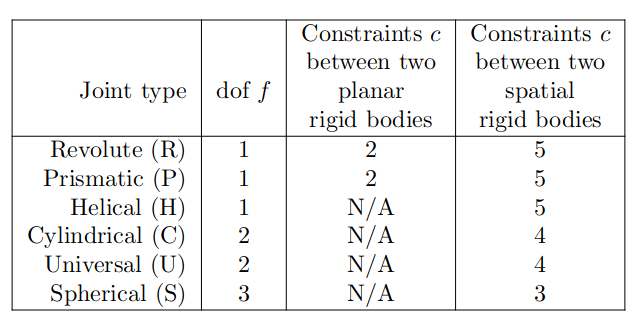 Joint type | dof f | Constraints c between two planar rigid bodies | Constraints c between two spatial rigid bodies
Revolute (R) | 1 | 2 | 5
Prismatic (P) | 1 | 2 | 5
Helical (H) | 1 | N/A | 5
Cylindrical (C) | 2 | N/A | 4
Universal (U) | 2 | N/A | 4
Spherical (S) | 3 | N/A | 3